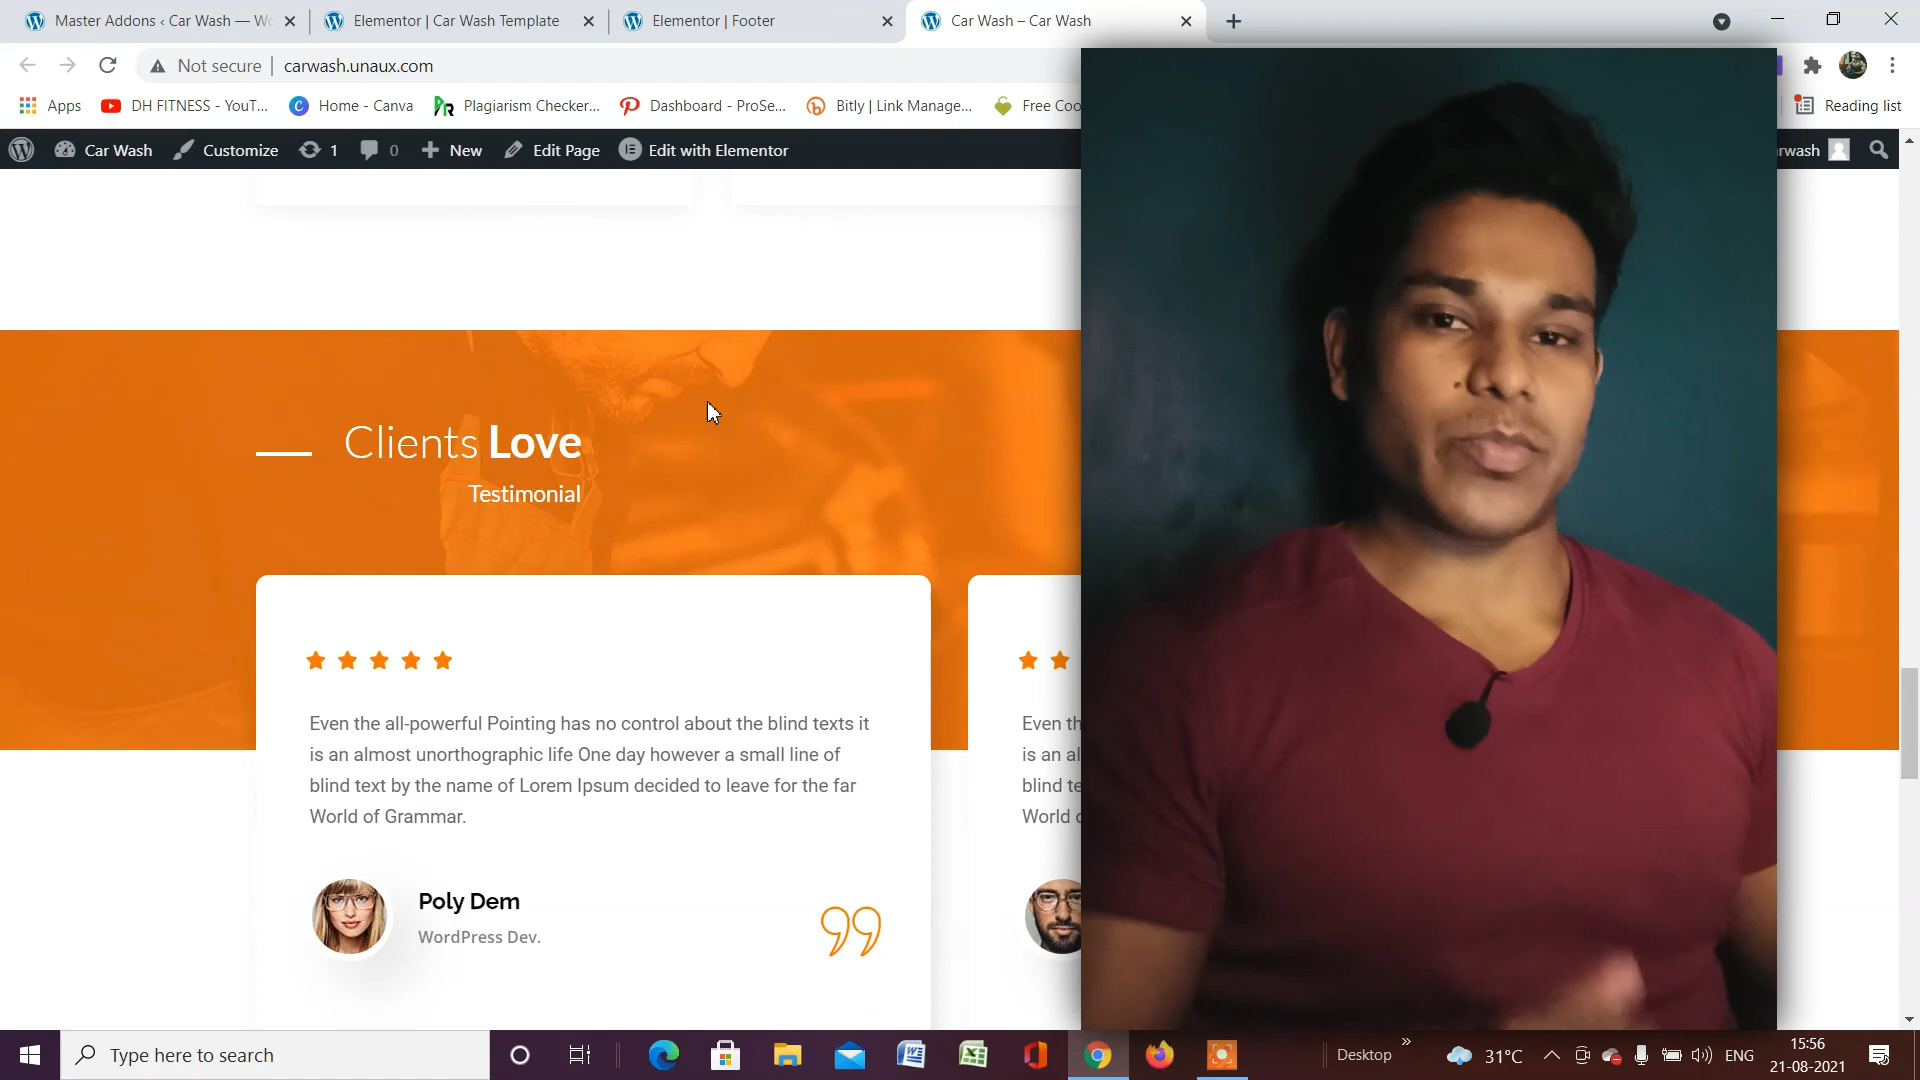 Master Addons ‹ Car Wash — Wo
Elementor | Car Wash Template
Elementor | Footer
Car Wash – Car Wash
Not secure
carwash.unaux.com
Apps
DH FITNESS - YouT...
Home - Canva
Plagiarism Checker...
Dashboard - ProSe...
Bitly | Link Manage...
Free Coo
Reading list
Car Wash
Customize
1
0
New
Edit Page
Edit with Elementor
rwash
Clients Love
Testimonial
Even the all-powerful Pointing has no control about the blind texts it
is an almost unorthographic life One day however a small line of
blind text by the name of Lorem Ipsum decided to leave for the far
World of Grammar.
Poly Dem
WordPress Dev.
Even th
is an al
blind te
World o
Type here to search
Desktop
31°C
ENG
15:56
21-08-2021